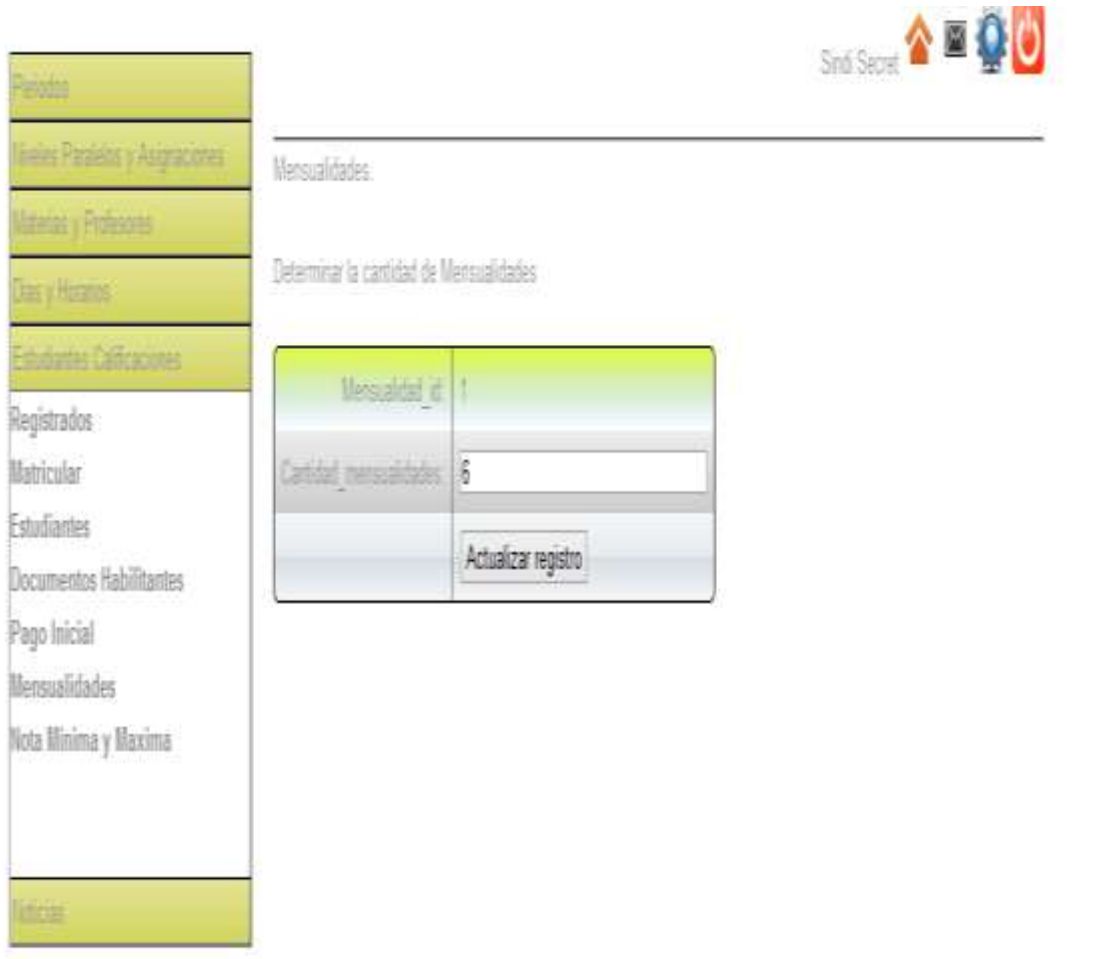 Sindi Secret
Periodos
Niveles Paralelos y Asignaciones
Materias y Profesores
Dias y Horarios
Estudiantes Calificaciones
Registrados
Matricular
Estudiantes
Documentos Habilitantes
Pago Inicial
Mensualidades
Nota Minima y Maxima
Noticias
Mensualidades.
Determinar la cantidad de Mensualidades
Mensualidad_id: 1
Cantidad_mensualidades: 6
Actualizar registro